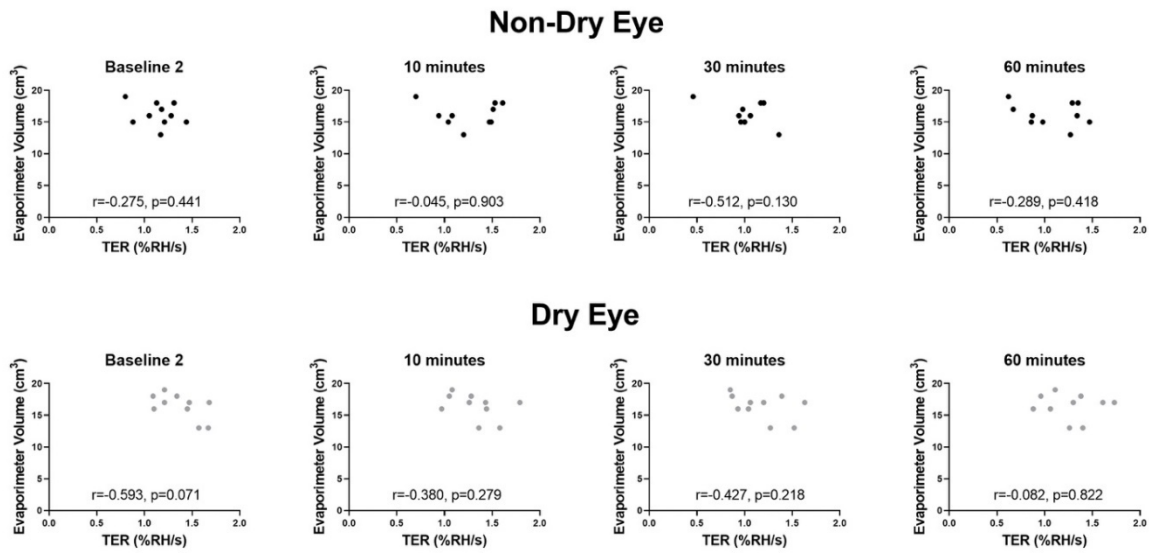 Non-Dry Eye
Baseline 2
Evaporimeter Volume (cm³)
20
15
10
5
0
r=-0.275, p=0.441
0.0 0.5 1.0 1.5 2.0
TER (%RH/s)
10 minutes
Evaporimeter Volume (cm³)
20
15
10
5
0
r=-0.045, p=0.903
0.0 0.5 1.0 1.5 2.0
TER (%RH/s)
30 minutes
Evaporimeter Volume (cm³)
20
15
10
5
0
r=-0.512, p=0.130
0.0 0.5 1.0 1.5 2.0
TER (%RH/s)
60 minutes
Evaporimeter Volume (cm³)
20
15
10
5
0
r=-0.289, p=0.418
0.0 0.5 1.0 1.5 2.0
TER (%RH/s)
Dry Eye
Baseline 2
Evaporimeter Volume (cm³)
20
15
10
5
0
r=-0.593, p=0.071
0.0 0.5 1.0 1.5 2.0
TER (%RH/s)
10 minutes
Evaporimeter Volume (cm³)
20
15
10
5
0
r=-0.380, p=0.279
0.0 0.5 1.0 1.5 2.0
TER (%RH/s)
30 minutes
Evaporimeter Volume (cm³)
20
15
10
5
0
r=-0.427, p=0.218
0.0 0.5 1.0 1.5 2.0
TER (%RH/s)
60 minutes
Evaporimeter Volume (cm³)
20
15
10
5
0
r=-0.082, p=0.822
0.0 0.5 1.0 1.5 2.0
TER (%RH/s)